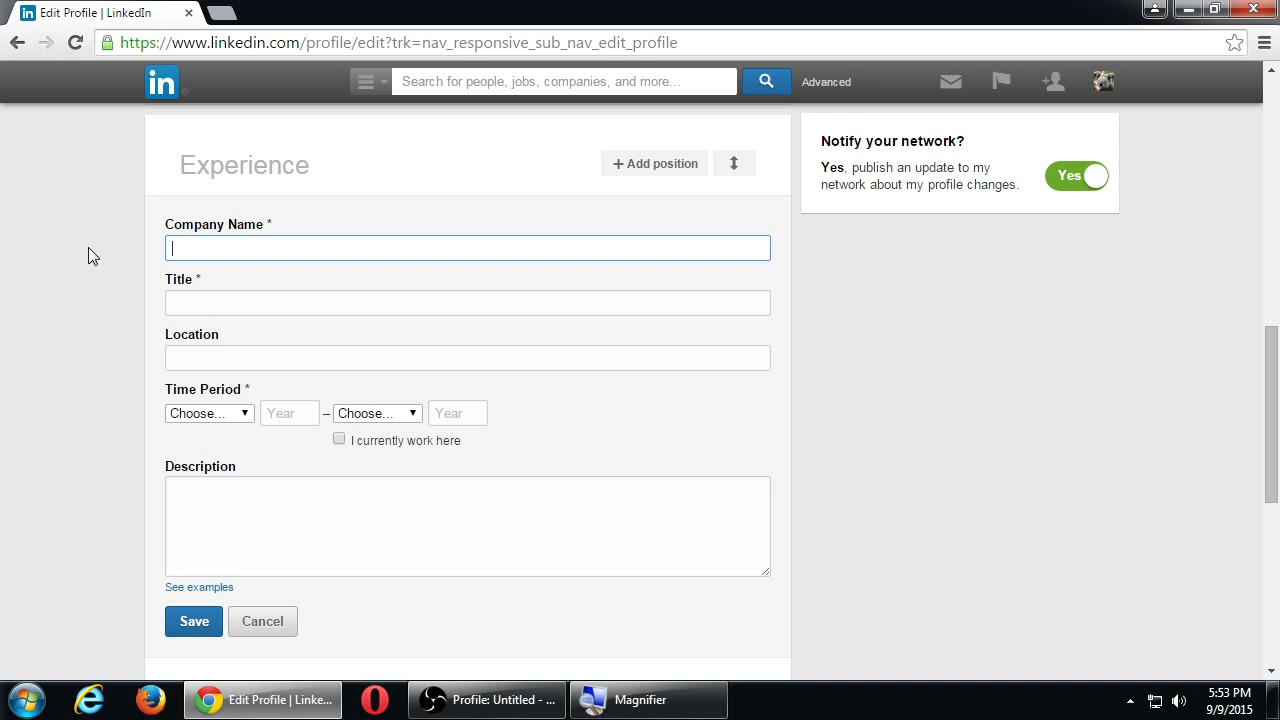 Edit Profile | LinkedIn
https://www.linkedin.com/profile/edit?trk=nav_responsive_sub_nav_edit_profile
in
Search for people, jobs, companies, and more...
Advanced
Experience
+ Add position
Notify your network?
Yes, publish an update to my
network about my profile changes.
Yes
Company Name *
Title *
Location
Time Period *
Choose... Year – Choose... Year
I currently work here
Description
See examples
Save
Cancel
Edit Profile | Linke...
Profile: Untitled - ...
Magnifier
5:53 PM
9/9/2015